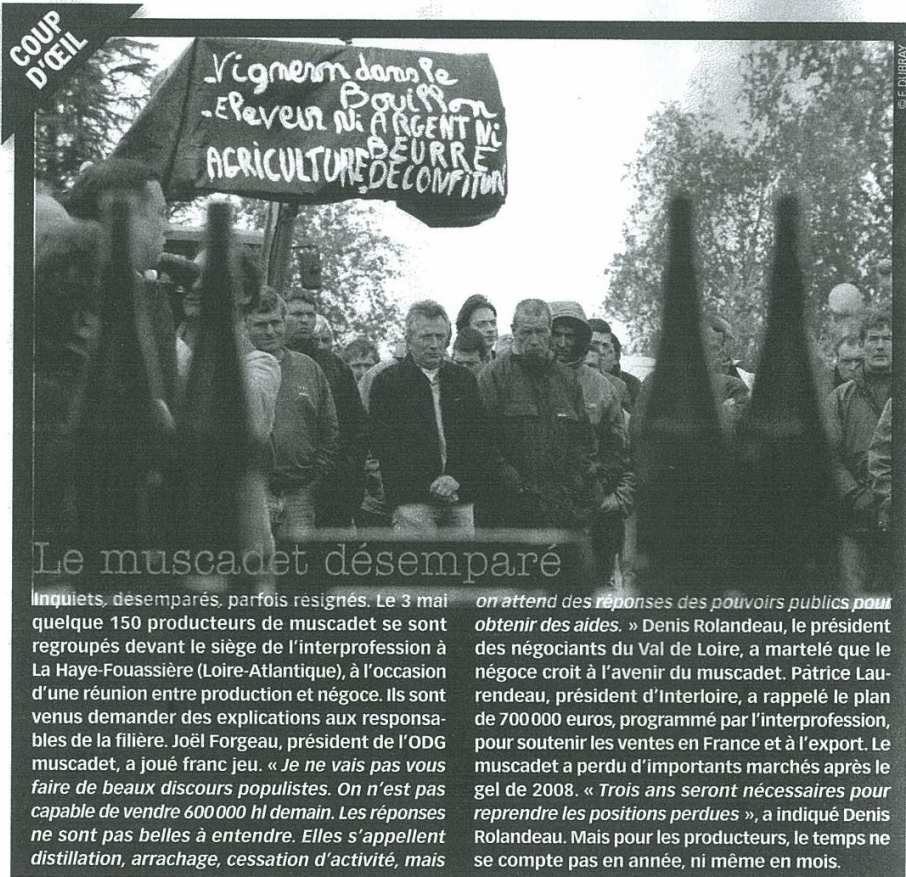 COUP
D'ŒIL
© F. DUBRAY
Vigneron dans le
Bouillon
Eleveur Ni ARGENT Ni
BEURRE
AGRICULTURE DECONFITURE
Le muscadet désemparé
Inquiets, désemparés, parfois résignés. Le 3 mai
quelque 150 producteurs de muscadet se sont
regroupés devant le siège de l'interprofession à
La Haye-Fouassière (Loire-Atlantique), à l'occasion
d'une réunion entre production et négoce. Ils sont
venus demander des explications aux responsa-
bles de la filière. Joël Forgeau, président de l'ODG
muscadet, a joué franc jeu. « Je ne vais pas vous
faire de beaux discours populistes. On n'est pas
capable de vendre 600 000 hl demain. Les réponses
ne sont pas belles à entendre. Elles s'appellent
distillation, arrachage, cessation d'activité, mais
on attend des réponses des pouvoirs publics pour
obtenir des aides. » Denis Rolandeau, le président
des négociants du Val de Loire, a martelé que le
négoce croit à l'avenir du muscadet. Patrice Lau-
rendeau, président d'Interloire, a rappelé le plan
de 700 000 euros, programmé par l'interprofession,
pour soutenir les ventes en France et à l'export. Le
muscadet a perdu d'importants marchés après le
gel de 2008. « Trois ans seront nécessaires pour
reprendre les positions perdues », a indiqué Denis
Rolandeau. Mais pour les producteurs, le temps ne
se compte pas en année, ni même en mois.